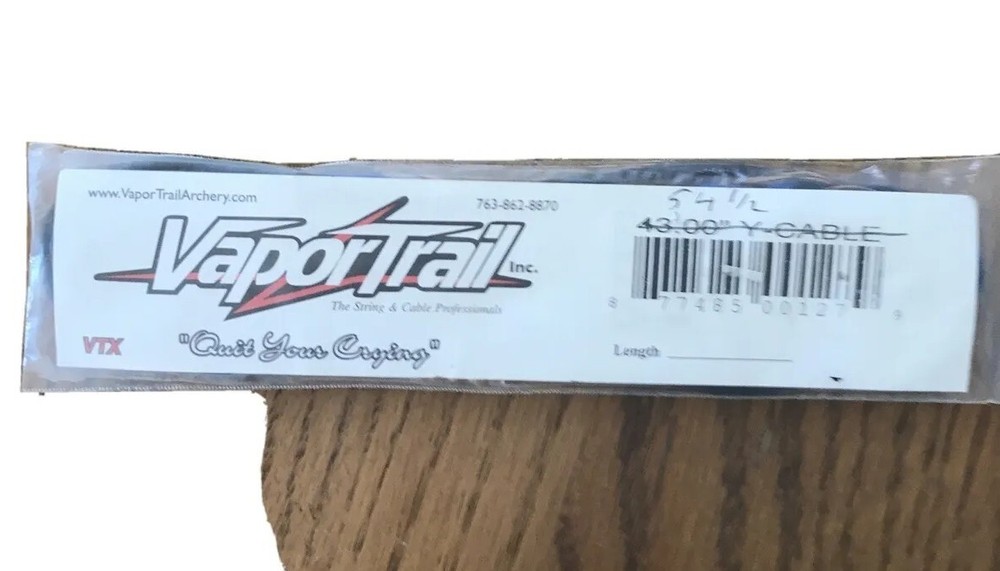 www.VaporTrailArchery.com
763-862-8870
54 1/2
43.00" Y-CABLE
VaporTrail Inc.
The String & Cable Professionals
8 77485 00127 9
VTX
"Quit Your Crying"
Length